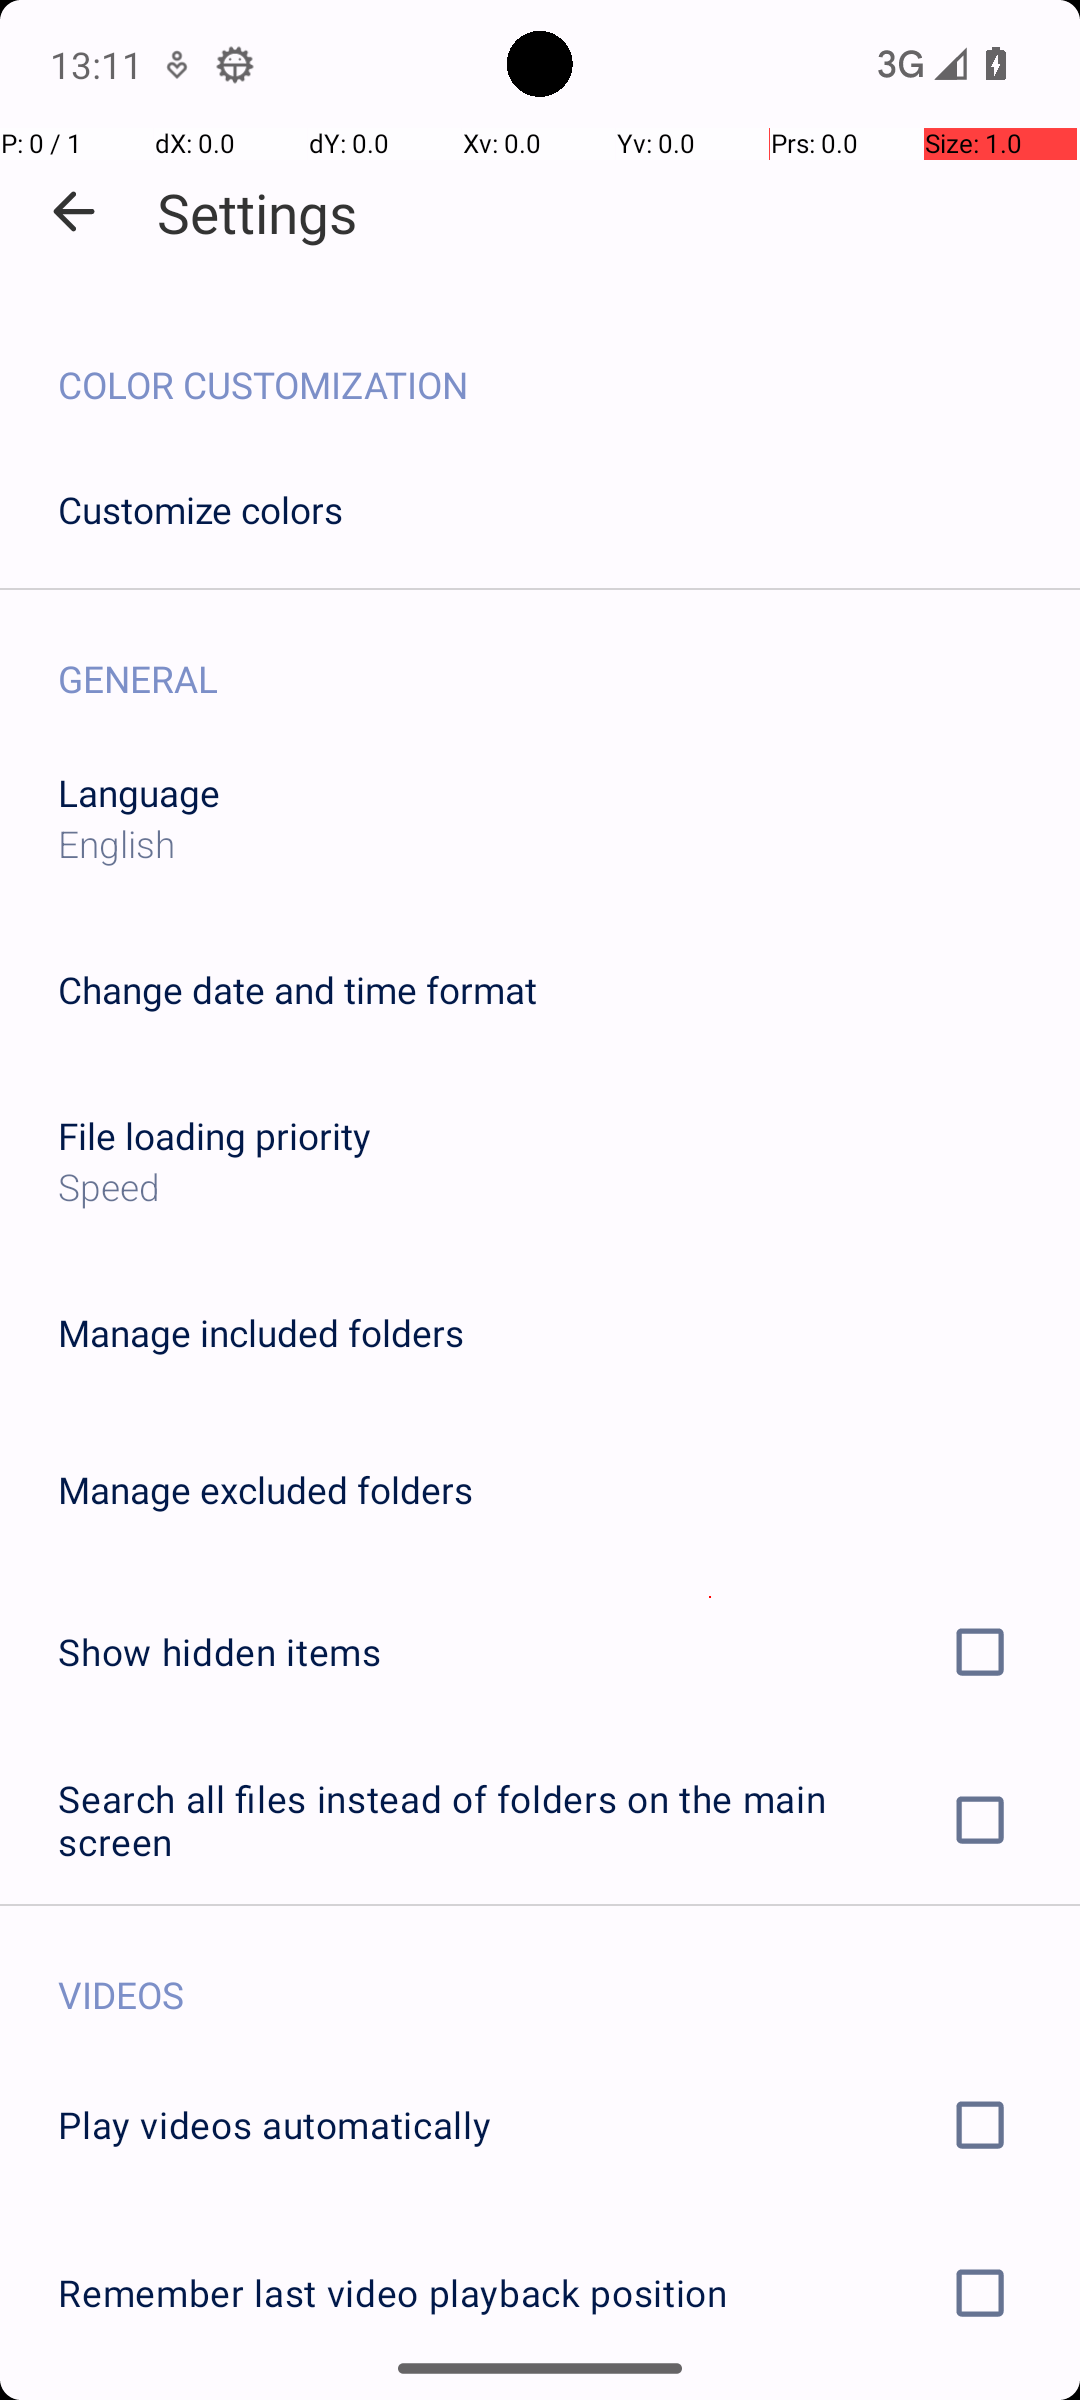 13:11
3G
P: 0 / 1 dX: 0.0 dY: 0.0 Xv: 0.0 Yv: 0.0 Prs: 0.0 Size: 1.0
Settings
COLOR CUSTOMIZATION
Customize colors
GENERAL
Language
English
Change date and time format
File loading priority
Speed
Manage included folders
Manage excluded folders
Show hidden items
Search all files instead of folders on the main
screen
VIDEOS
Play videos automatically
Remember last video playback position